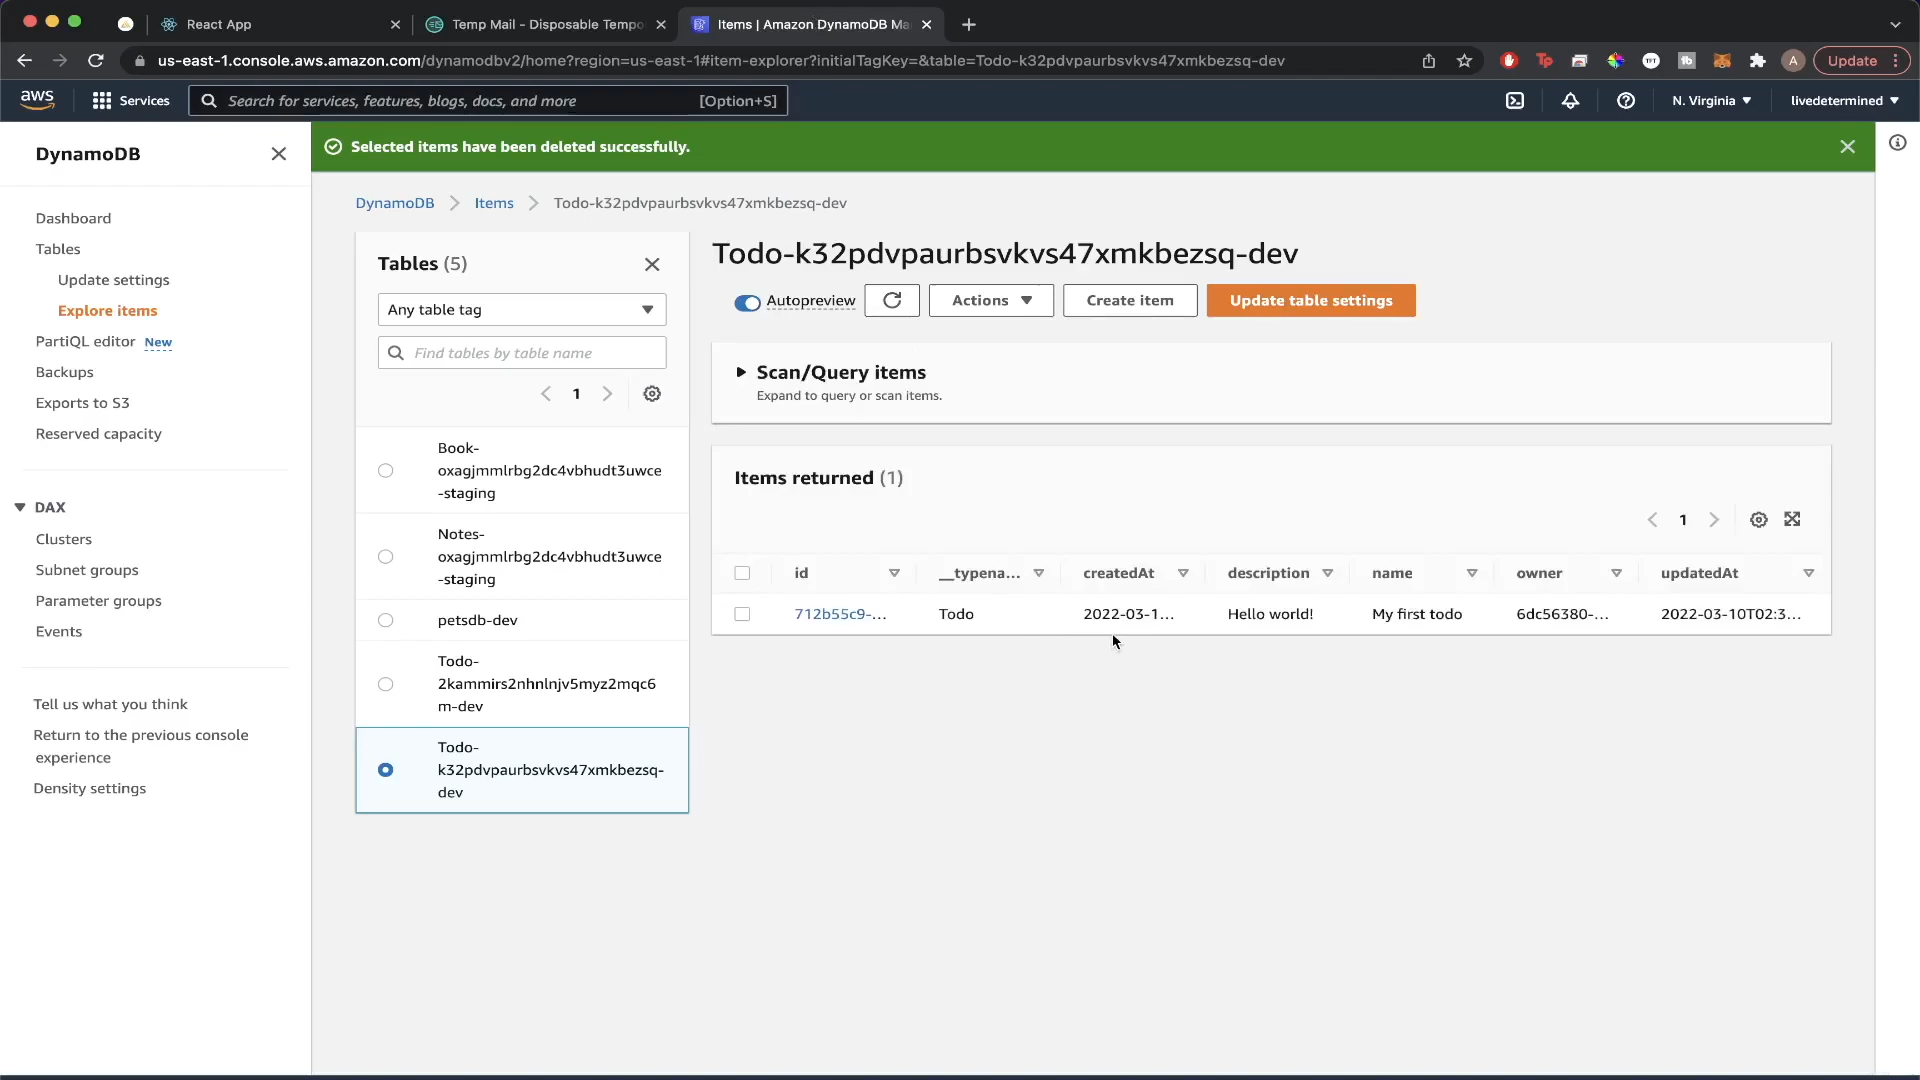 React App
Temp Mail - Disposable Tempo
Items | Amazon DynamoDB Ma
us-east-1.console.aws.amazon.com/dynamodbv2/home?region=us-east-1#item-explorer?initialTagKey=&table=Todo-k32pdvpaurbsvkvs47xmkbezsq-dev
A
Update
aws
Services
Search for services, features, blogs, docs, and more
[Option+S]
N. Virginia
livedetermined
DynamoDB
Selected items have been deleted successfully.
Dashboard
Tables
Update settings
Explore items
PartiQL editor New
Backups
Exports to S3
Reserved capacity
DAX
Clusters
Subnet groups
Parameter groups
Events
Tell us what you think
Return to the previous console
experience
Density settings
DynamoDB
Items
Todo-k32pdvpaurbsvkvs47xmkbezsq-dev
Tables (5)
Any table tag
Find tables by table name
1
Book-
oxagjmmlrbg2dc4vbhudt3uwce
-staging
Notes-
oxagjmmlrbg2dc4vbhudt3uwce
-staging
petsdb-dev
Todo-
2kammirs2nhnlnjv5myz2mqc6
m-dev
Todo-
k32pdvpaurbsvkvs47xmkbezsq-
dev
Todo-k32pdvpaurbsvkvs47xmkbezsq-dev
Autopreview
Actions
Create item
Update table settings
Scan/Query items
Expand to query or scan items.
Items returned (1)
1
id __typena... createdAt description name owner updatedAt
712b55c9-... Todo 2022-03-1... Hello world! My first todo 6dc56380-... 2022-03-10T02:3...